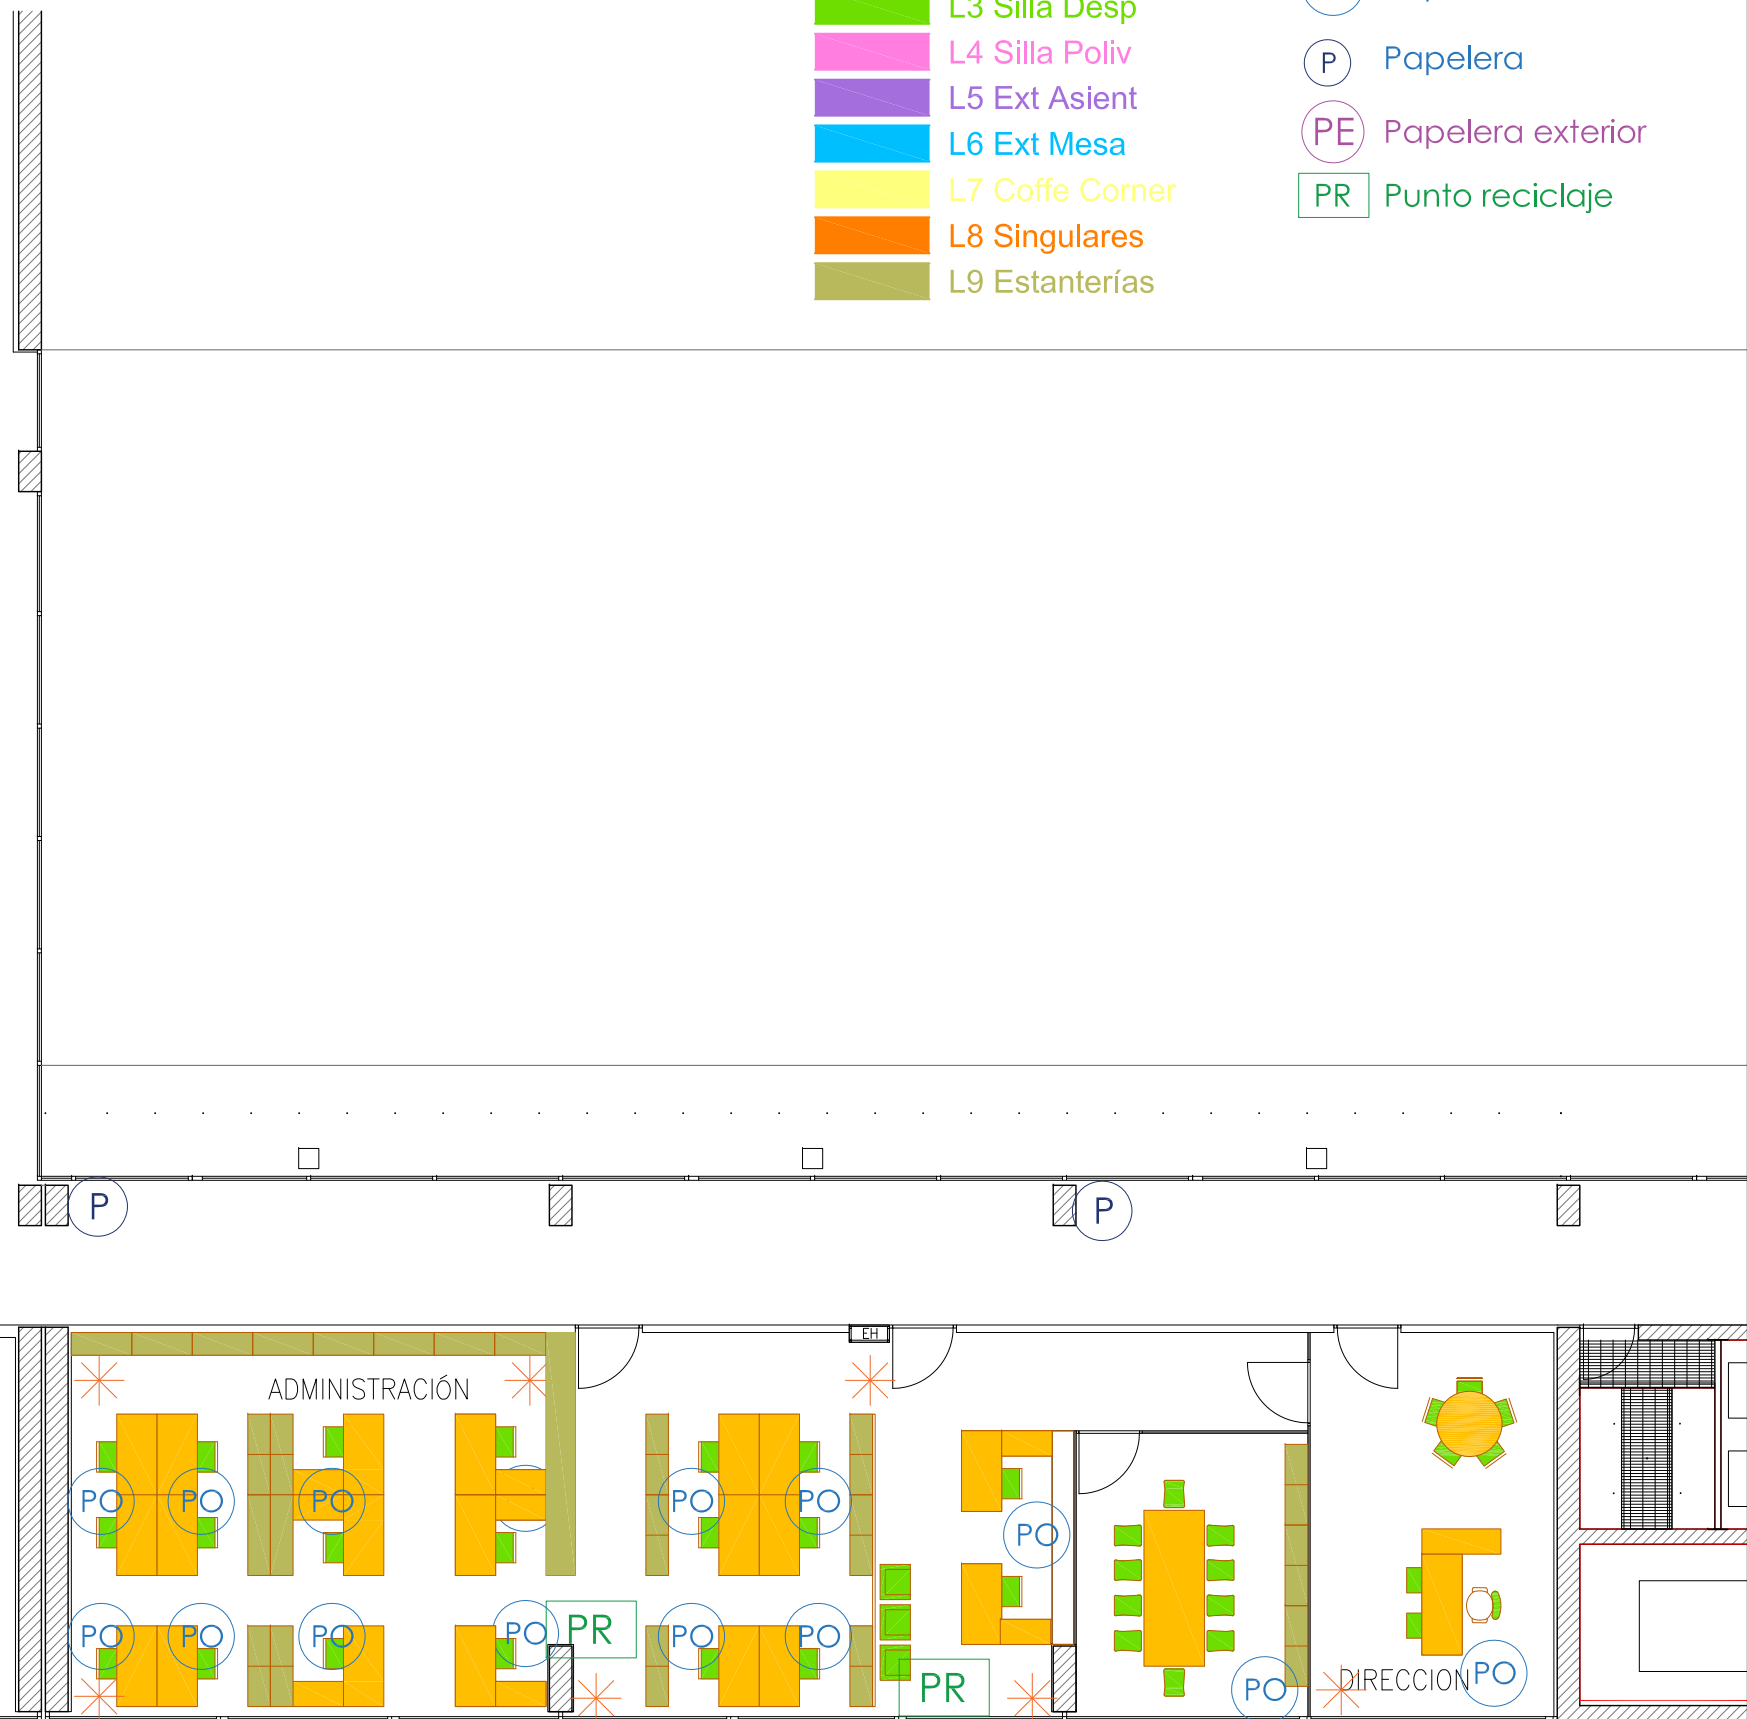 L3 Silla Desp
L4 Silla Poliv
P Papelera
L5 Ext Asient
PE Papelera exterior
L6 Ext Mesa
L7 Coffe Corner
PR Punto reciclaje
L8 Singulares
L9 Estanterías
P
P
EH
ADMINISTRACIÓN
PO PO PO PO PO
PO
PO PO PO PO PR PO PO
PR PO DIRECCION PO